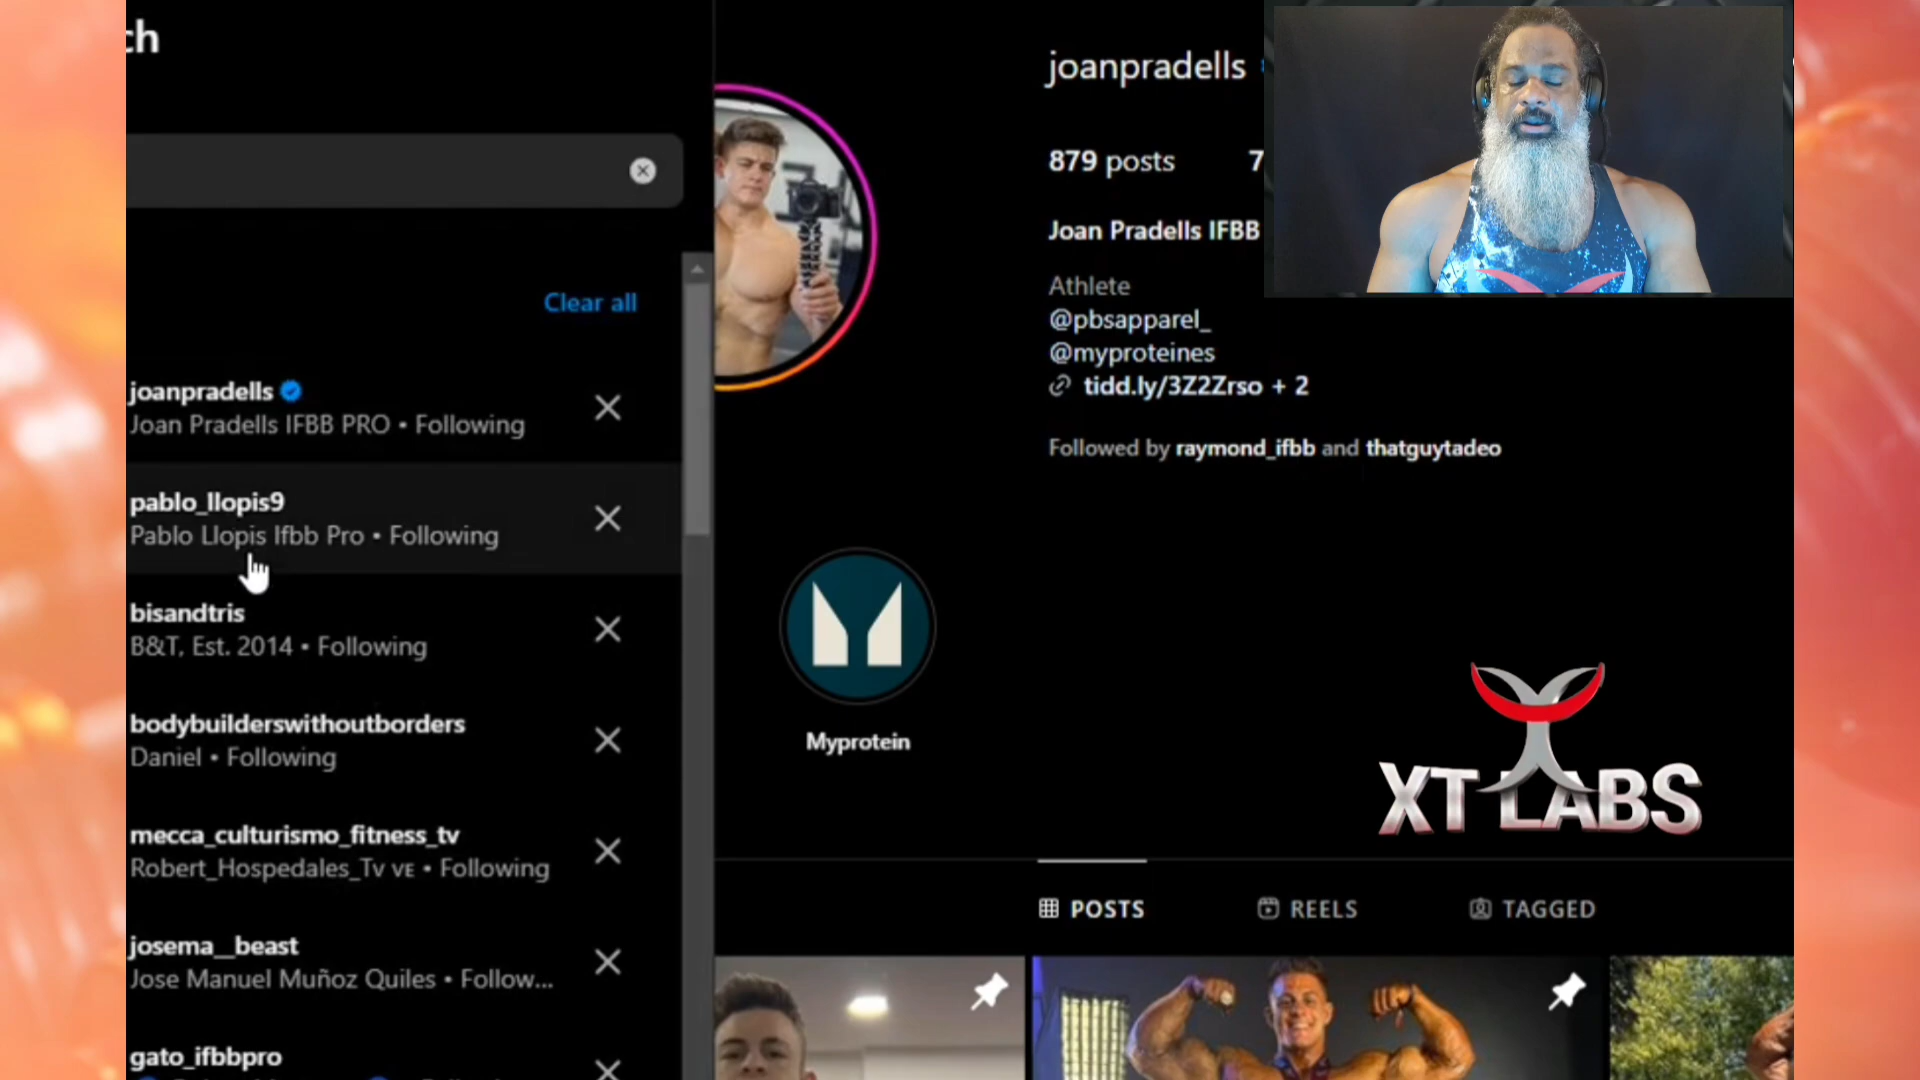 ch
Clear all
joanpradells
Joan Pradells IFBB PRO • Following
pablo_llopis9
Pablo Llopis Ifbb Pro • Following
bisandtris
B&T, Est. 2014 • Following
bodybuilderswithoutborders
Daniel • Following
mecca_culturismo_fitness_tv
Robert_Hospedales_Tv VE • Following
josema__beast
Jose Manuel Muñoz Quiles • Follow...
gato_ifbbpro
joanpradells
879 posts 7
Joan Pradells IFBB
Athlete
@pbsapparel_
@myproteines
tidd.ly/3Z2Zrso + 2
Followed by raymond_ifbb and thatguytadeo
Myprotein
XT LABS
POSTS REELS TAGGED